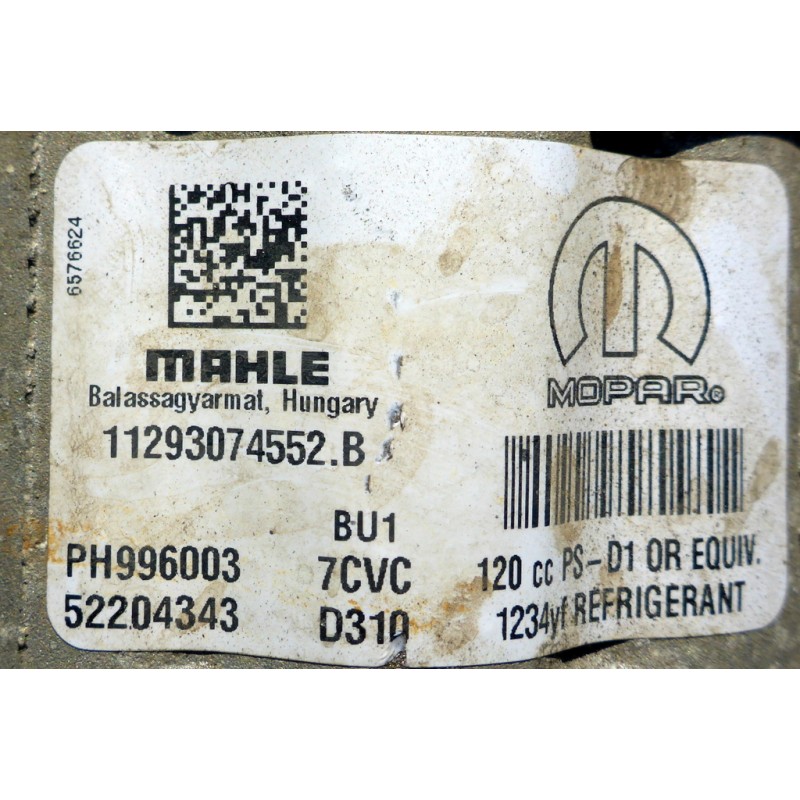 6576624
MAHLE
Balassagyarmat, Hungary
11293074552.B
BU1
PH996003 7CVC
52204343 D310
MOPAR©
120 cc PS-D1 OR EQUIV.
1234yf REFRIGERANT